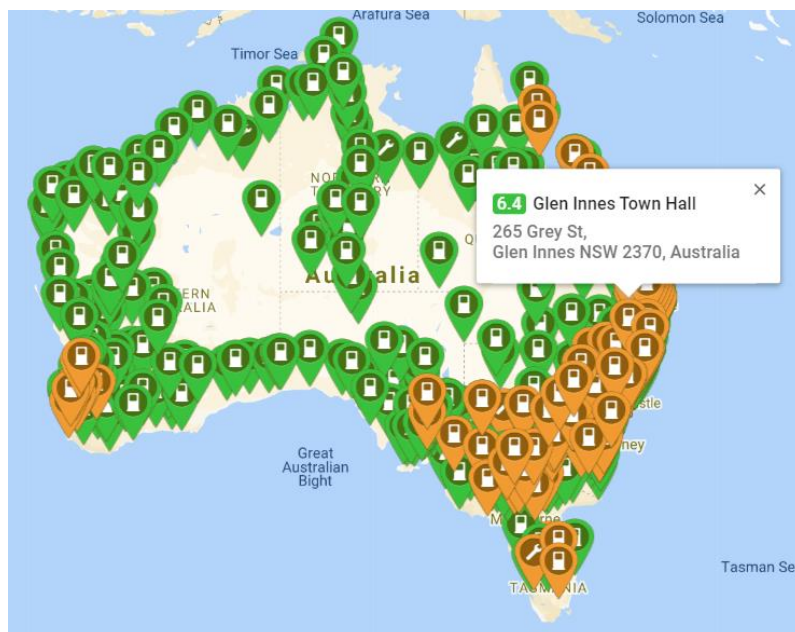 Arafura Sea
Solomon Sea
Timor Sea
6.4 Glen Innes Town Hall
265 Grey St,
Glen Innes NSW 2370, Australia
Australia
Great
Australian
Bight
Tasman Se